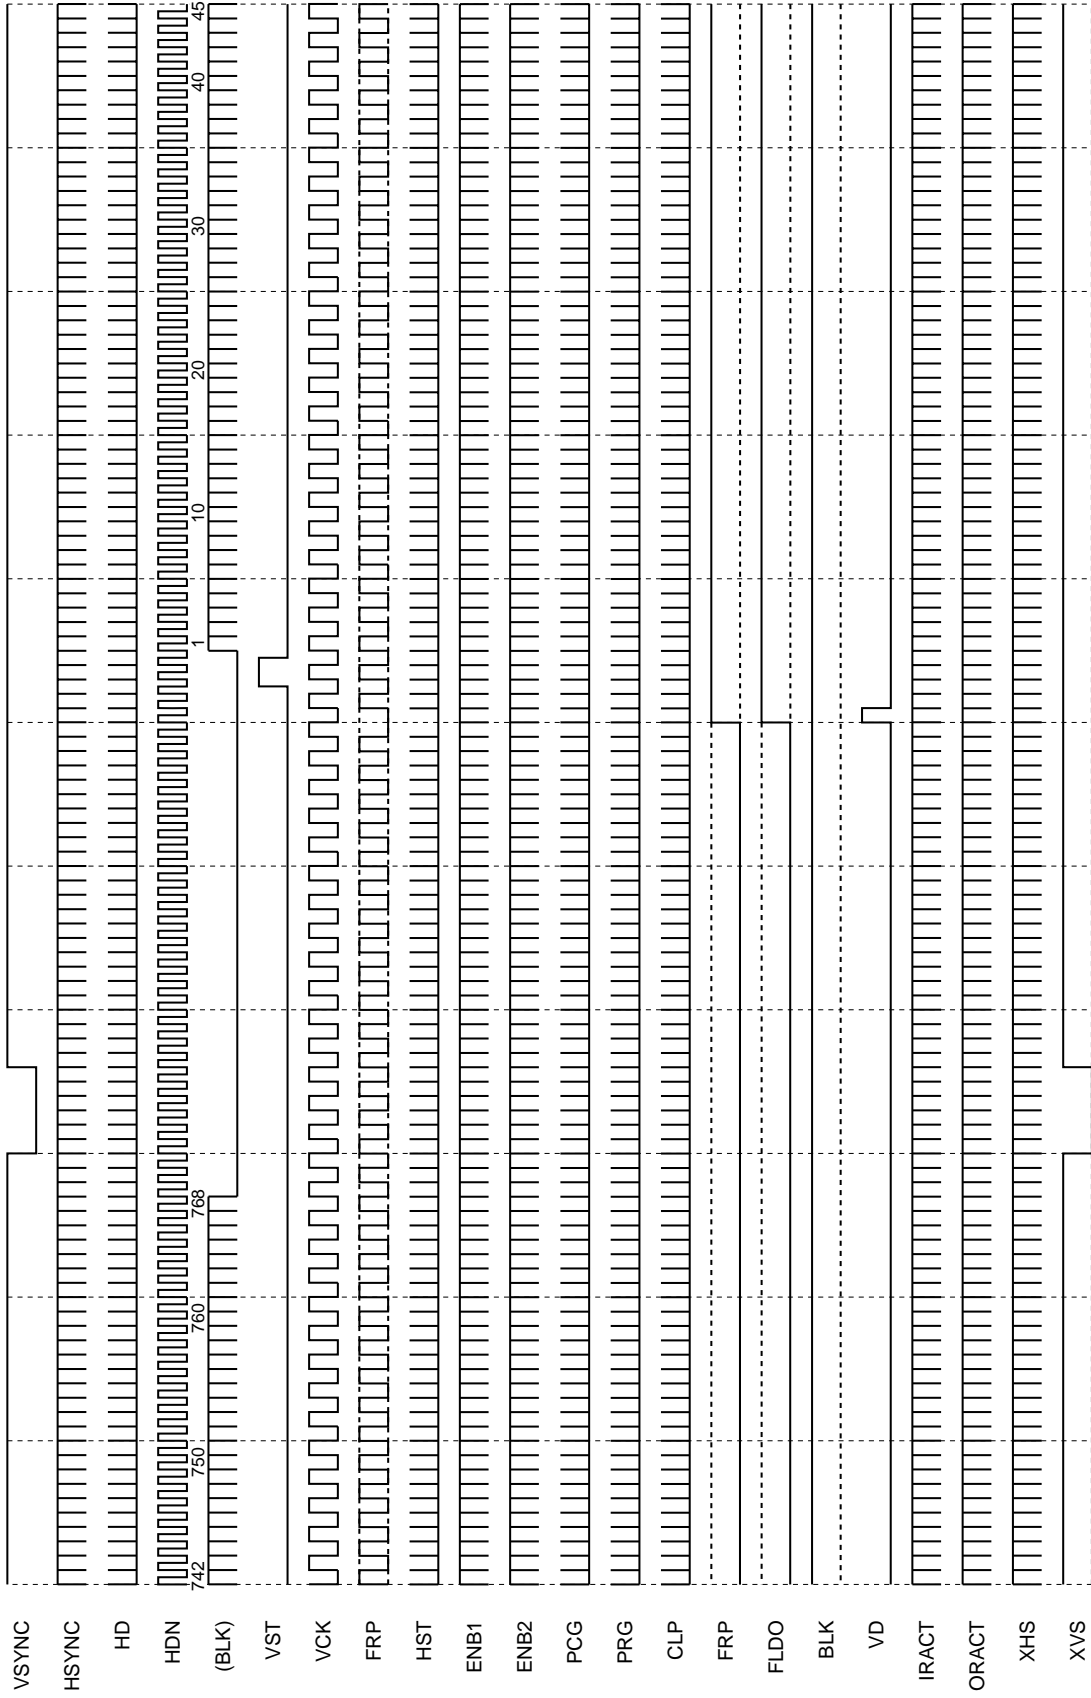 VSYNC
HSYNC
HD
HDN
742 750 760 768 1 10 20 30 40 45
(BLK)
VST
VCK
FRP
HST
ENB1
ENB2
PCG
PRG
CLP
FRP
FLDO
BLK
VD
IRACT
ORACT
XHS
XVS